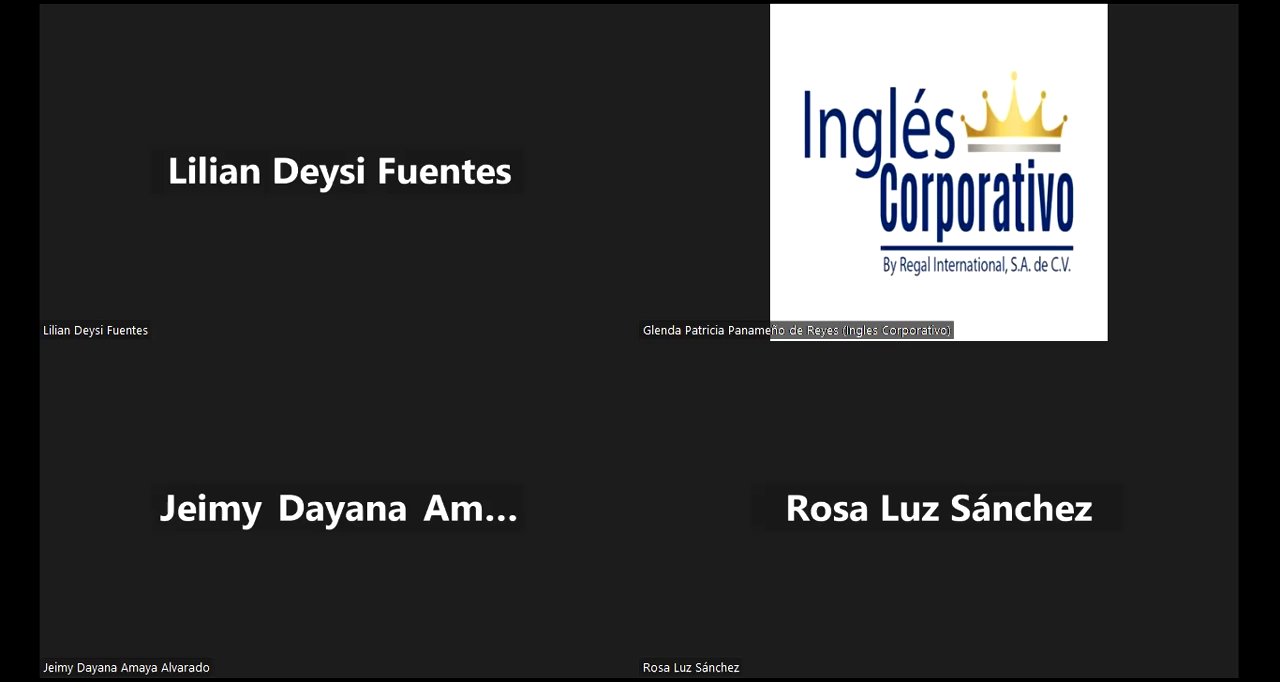 Lilian Deysi Fuentes
Lilian Deysi Fuentes
Inglés
Corporativo
By Regal International, S.A. de C.V.
Glenda Patricia Panameño de Reyes (Ingles Corporativo)
Jeimy Dayana Am...
Jeimy Dayana Amaya Alvarado
Rosa Luz Sánchez
Rosa Luz Sánchez